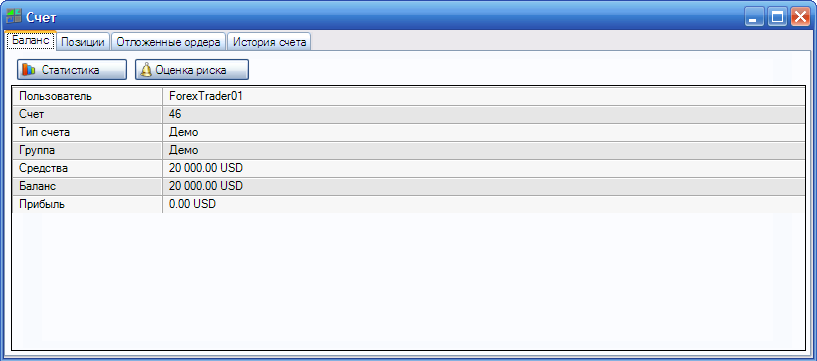 Счет
Баланс Позиции Отложенные ордера История счета
Статистика Оценка риска
Пользователь ForexTrader01
Счет 46
Тип счета Демо
Группа Демо
Средства 20 000.00 USD
Баланс 20 000.00 USD
Прибыль 0.00 USD